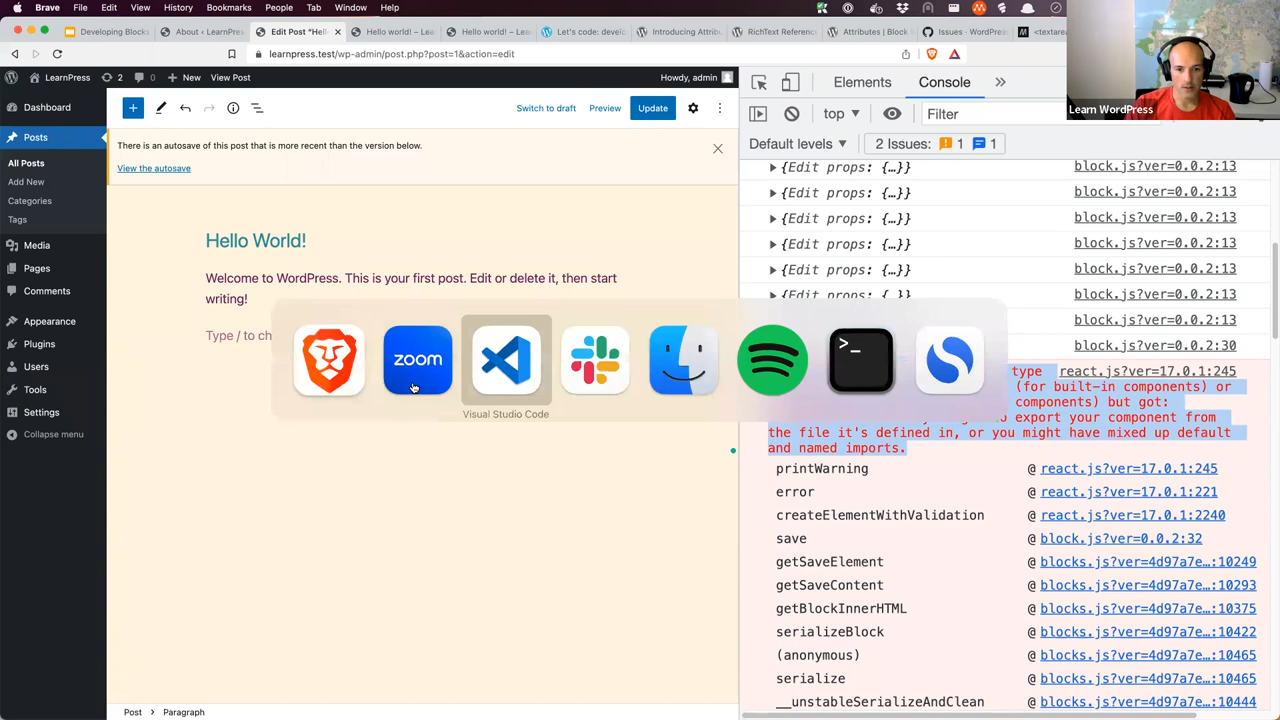 Brave File Edit View History Bookmarks People Tab Window Help
Developing Blocks
About ‹ LearnPres
Edit Post "Hell
Hello world! – Lea
Hello world! – Lea
Let's code: devel
Introducing Attribu
RichText Referenc
Attributes | Block
Issues · WordPres
<textarea
learnpress.test/wp-admin/post.php?post=1&action=edit
LearnPress 2 0 New View Post
Howdy, admin
Dashboard
Posts
All Posts
Add New
Categories
Tags
Media
Pages
Comments
Appearance
Plugins
Users
Tools
Settings
Collapse menu
Switch to draft Preview Update
There is an autosave of this post that is more recent than the version below.
View the autosave
Hello World!
Welcome to WordPress. This is your first post. Edit or delete it, then start
writing!
Type / to ch
Post > Paragraph
zoom
Visual Studio Code
Elements Console
Learn WordPress
top Filter
Default levels 2 Issues: 1 1
{Edit props: {…}} block.js?ver=0.0.2:13
{Edit props: {…}} block.js?ver=0.0.2:13
{Edit props: {…}} block.js?ver=0.0.2:13
{Edit props: {…}} block.js?ver=0.0.2:13
{Edit props: {…}} block.js?ver=0.0.2:13
{Edit props: {…}} block.js?ver=0.0.2:13
block.js?ver=0.0.2:13
block.js?ver=0.0.2:30
type react.js?ver=17.0.1:245
(for built-in components) or
components) but got:
to export your component from
the file it's defined in, or you might have mixed up default
and named imports.
printWarning @ react.js?ver=17.0.1:245
error @ react.js?ver=17.0.1:221
createElementWithValidation @ react.js?ver=17.0.1:2240
save @ block.js?ver=0.0.2:32
getSaveElement @ blocks.js?ver=4d97a7e…:10249
getSaveContent @ blocks.js?ver=4d97a7e…:10293
getBlockInnerHTML @ blocks.js?ver=4d97a7e…:10375
serializeBlock @ blocks.js?ver=4d97a7e…:10422
(anonymous) @ blocks.js?ver=4d97a7e…:10465
serialize @ blocks.js?ver=4d97a7e…:10465
__unstableSerializeAndClean @ blocks.js?ver=4d97a7e…:10444